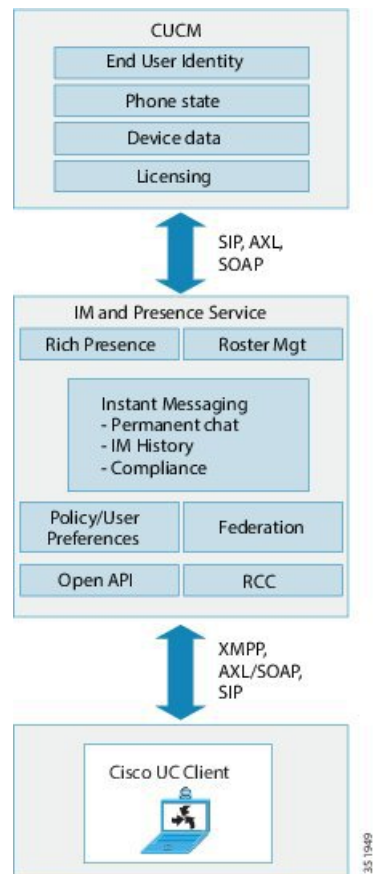 CUCM
End User Identity
Phone state
Device data
Licensing
SIP, AXL,
SOAP
IM and Presence Service
Rich Presence
Roster Mgt
Instant Messaging
- Permanent chat
- IM History
- Compliance
Policy/User
Preferences
Federation
Open API
RCC
XMPP,
AXL/SOAP,
SIP
Cisco UC Client
351949